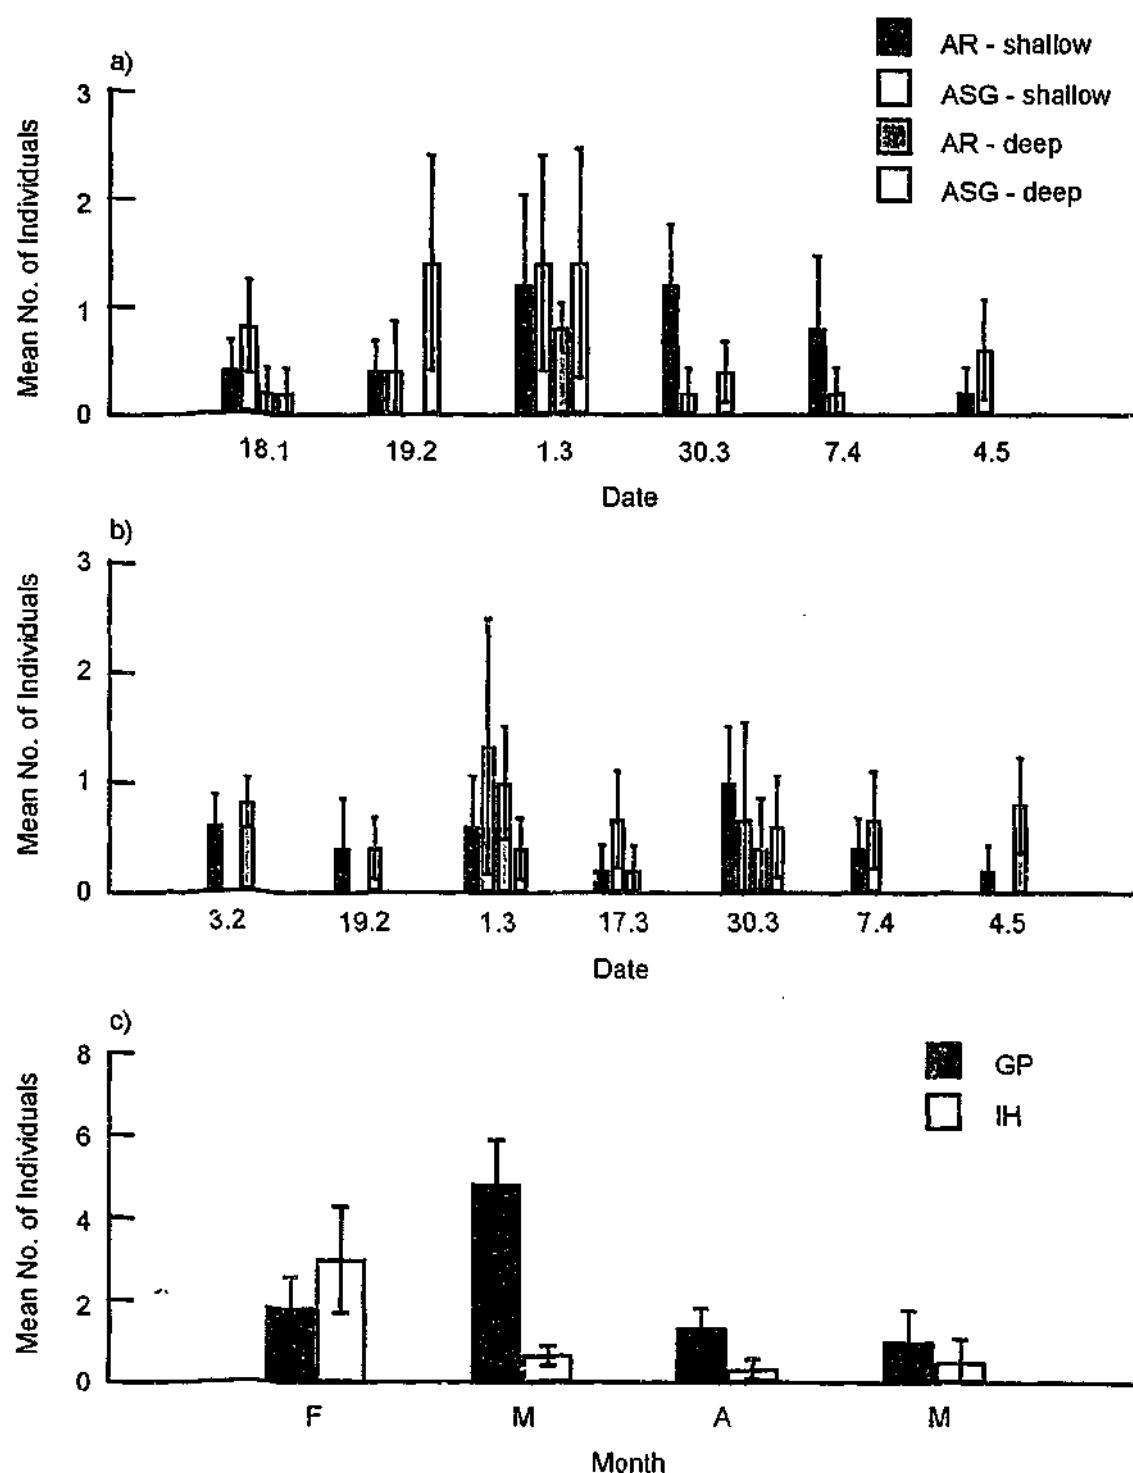 a)
AR - shallow
ASG - shallow
AR - deep
ASG - deep
Mean No. of Individuals
3
2
1
0
18.1 19.2 1.3 30.3 7.4 4.5
Date
b)
Mean No. of Individuals
3
2
1
0
3.2 19.2 1.3 17.3 30.3 7.4 4.5
Date
c)
GP
IH
Mean No. of Individuals
8
6
4
2
0
F M A M
Month